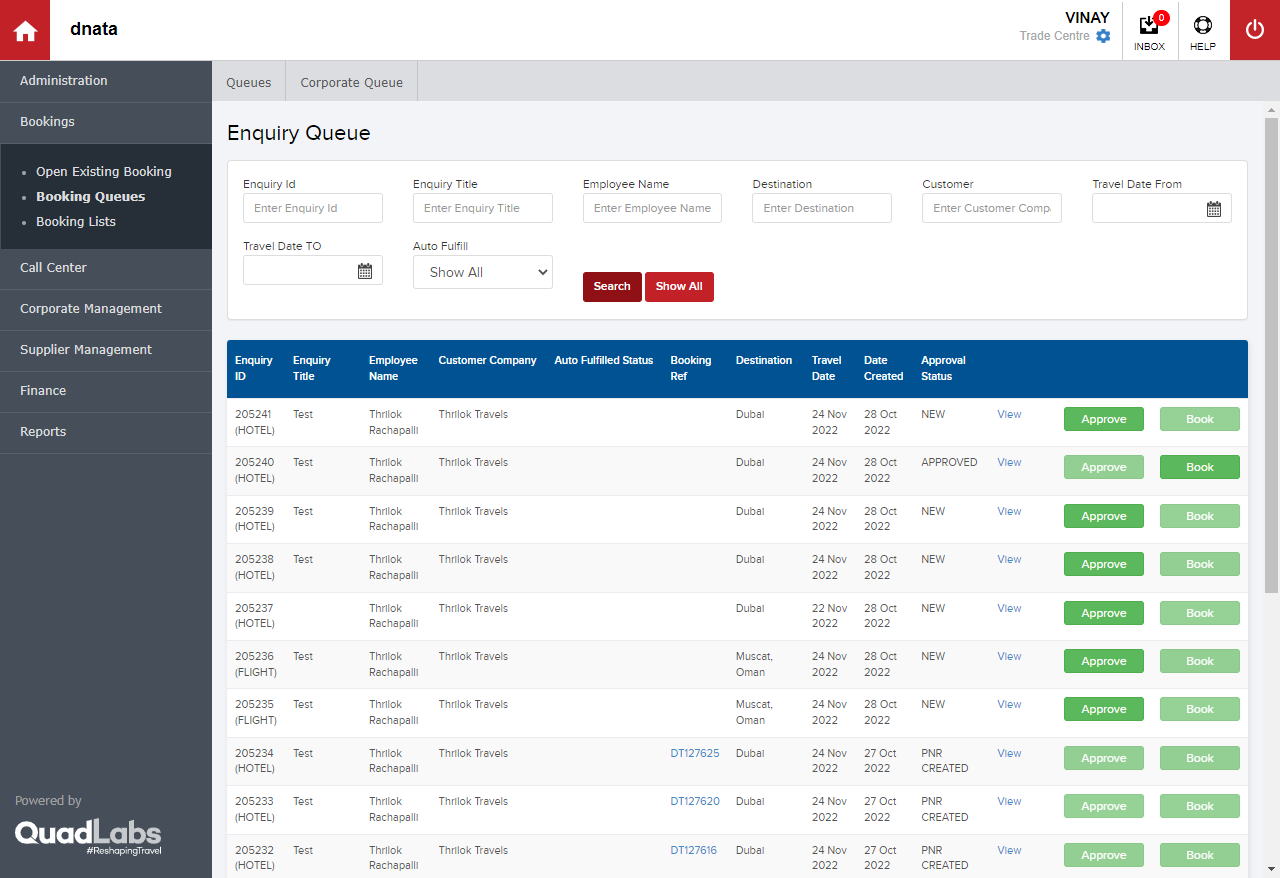 dnata
VINAY
Trade Centre
0
INBOX
HELP
Administration
Bookings
Open Existing Booking
Booking Queues
Booking Lists
Call Center
Corporate Management
Supplier Management
Finance
Reports
Powered by
QuadLabs
#ReshapingTravel
Queues
Corporate Queue
Enquiry Queue
Enquiry Id
Enquiry Title
Employee Name
Destination
Customer
Travel Date From
Enter Enquiry Id
Enter Enquiry Title
Enter Employee Name
Enter Destination
Enter Customer Comp
Travel Date TO
Auto Fulfill
Show All
Search
Show All
Enquiry ID Enquiry Title Employee Name Customer Company Auto Fulfilled Status Booking Ref Destination Travel Date Date Created Approval Status
205241 (HOTEL) Test Thrilok Rachapalli Thrilok Travels Dubai 24 Nov 2022 28 Oct 2022 NEW View Approve Book
205240 (HOTEL) Test Thrilok Rachapalli Thrilok Travels Dubai 24 Nov 2022 28 Oct 2022 APPROVED View Approve Book
205239 (HOTEL) Test Thrilok Rachapalli Thrilok Travels Dubai 24 Nov 2022 28 Oct 2022 NEW View Approve Book
205238 (HOTEL) Test Thrilok Rachapalli Thrilok Travels Dubai 24 Nov 2022 28 Oct 2022 NEW View Approve Book
205237 (HOTEL) Test Thrilok Rachapalli Thrilok Travels Dubai 22 Nov 2022 28 Oct 2022 NEW View Approve Book
205236 (FLIGHT) Test Thrilok Rachapalli Thrilok Travels Muscat, Oman 24 Nov 2022 28 Oct 2022 NEW View Approve Book
205235 (FLIGHT) Test Thrilok Rachapalli Thrilok Travels Muscat, Oman 24 Nov 2022 28 Oct 2022 NEW View Approve Book
205234 (HOTEL) Test Thrilok Rachapalli Thrilok Travels DT127625 Dubai 24 Nov 2022 27 Oct 2022 PNR CREATED View Approve Book
205233 (HOTEL) Test Thrilok Rachapalli Thrilok Travels DT127620 Dubai 24 Nov 2022 27 Oct 2022 PNR CREATED View Approve Book
205232 (HOTEL) Test Thrilok Rachapalli Thrilok Travels DT127616 Dubai 24 Nov 2022 27 Oct 2022 PNR CREATED View Approve Book